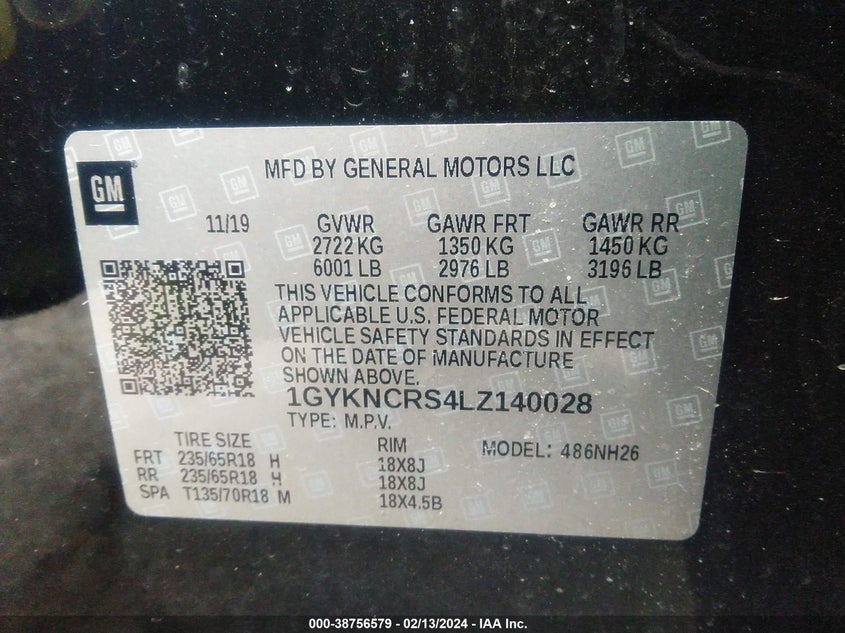 GM
MFD BY GENERAL MOTORS LLC
11/19 GVWR GAWR FRT GAWR RR
2722 KG 1350 KG 1450 KG
6001 LB 2976 LB 3196 LB
THIS VEHICLE CONFORMS TO ALL
APPLICABLE U.S. FEDERAL MOTOR
VEHICLE SAFETY STANDARDS IN EFFECT
ON THE DATE OF MANUFACTURE
SHOWN ABOVE.
1GYKNCRS4LZ140028
TYPE: M.P.V.
TIRE SIZE RIM MODEL: 486NH26
FRT 235/65R18 H 18X8J
RR 235/65R18 H 18X8J
SPA T135/70R18 M 18X4.5B
000-38756579 - 02/13/2024 - IAA Inc.